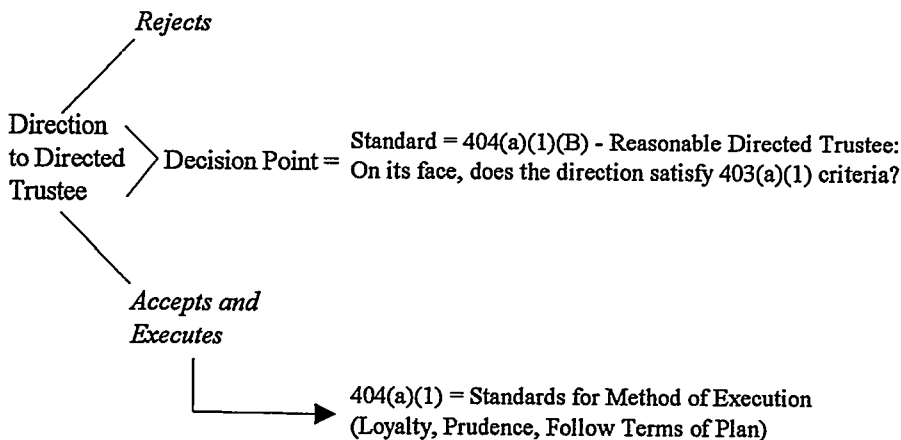 Rejects
Direction
to Directed
Trustee
Decision Point =
Standard = 404(a)(1)(B) - Reasonable Directed Trustee:
On its face, does the direction satisfy 403(a)(1) criteria?
Accepts and
Executes
404(a)(1) = Standards for Method of Execution
(Loyalty, Prudence, Follow Terms of Plan)